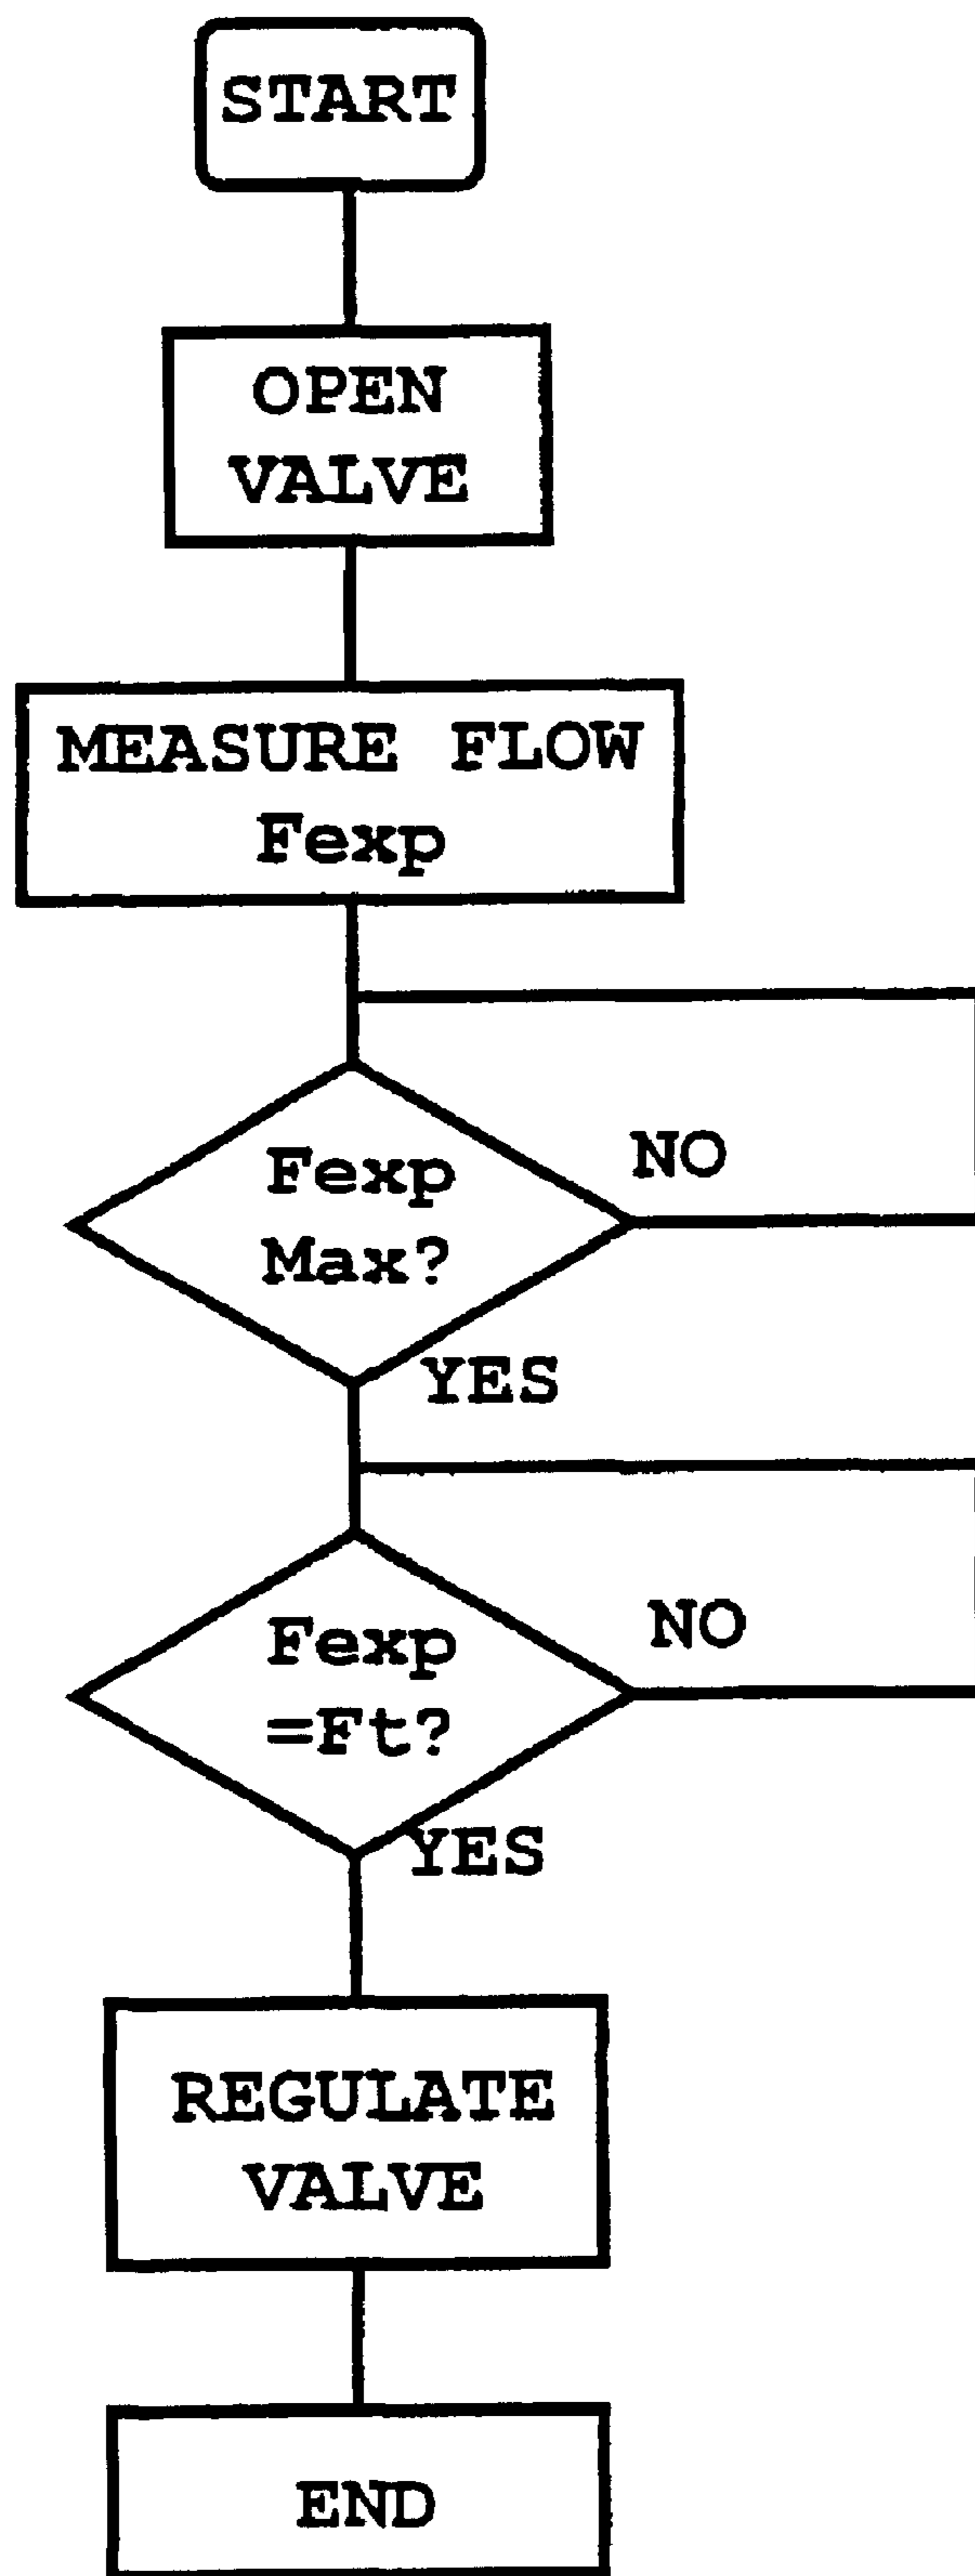 START
OPEN
VALVE
MEASURE FLOW
Fexp
Fexp
Max?
NO
YES
Fexp
=Ft?
NO
YES
REGULATE
VALVE
END